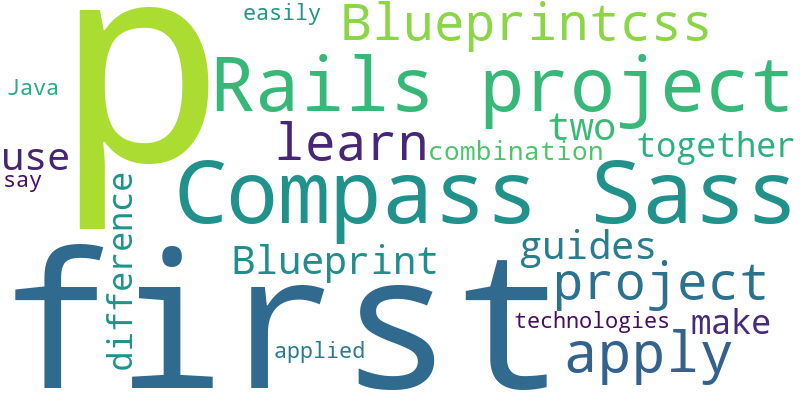 easily
Blueprintcss
p
Java
Rails project
two
learn
combination
together
use
say
Compass Sass
difference
Blueprint
guides
project
first
technologies
make
applied
apply